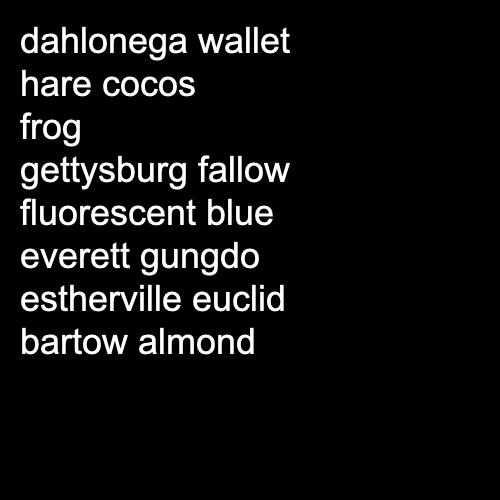 dahlonega wallet
hare cocos
frog
gettysburg fallow
fluorescent blue
everett gungdo
estherville euclid
bartow almond